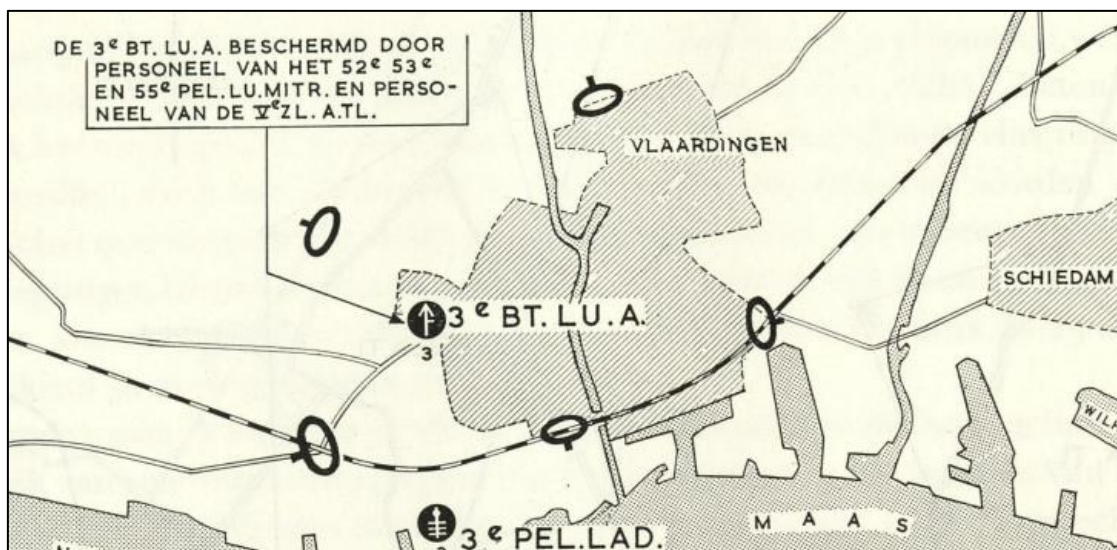 DE 3e BT. LU. A. BESCHERMD DOOR
PERSONEEL VAN HET 52e 53e
EN 55e PEL. LU. MITR. EN PERSO-
NEEL VAN DE Ve ZL. A. TL.
VLAARDINGEN
SCHIEDAM
3e BT. LU. A.
3
3e PEL. LAD.
MAAS